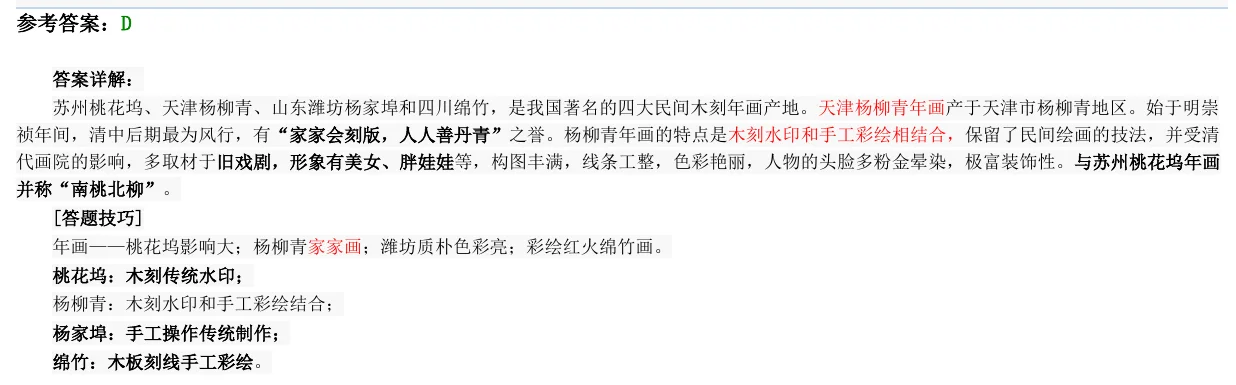 参考答案：D
答案详解：
苏州桃花坞、天津杨柳青、山东潍坊杨家埠和四川绵竹，是我国著名的四大民间木刻年画产地。天津杨柳青年画产于天津市杨柳青地区。始于明崇
祯年间，清中后期最为风行，有“家家会刻版，人人善丹青”之誉。杨柳青年画的特点是木刻水印和手工彩绘相结合，保留了民间绘画的技法，并受清
代画院的影响，多取材于旧戏剧，形象有美女、胖娃娃等，构图丰满，线条工整，色彩艳丽，人物的头脸多粉金晕染，极富装饰性。与苏州桃花坞年画
并称“南桃北柳”。
[答题技巧]
年画——桃花坞影响大；杨柳青家家画；潍坊质朴色彩亮；彩绘红火绵竹画。
桃花坞：木刻传统水印；
杨柳青：木刻水印和手工彩绘结合；
杨家埠：手工操作传统制作；
绵竹：木板刻线手工彩绘。